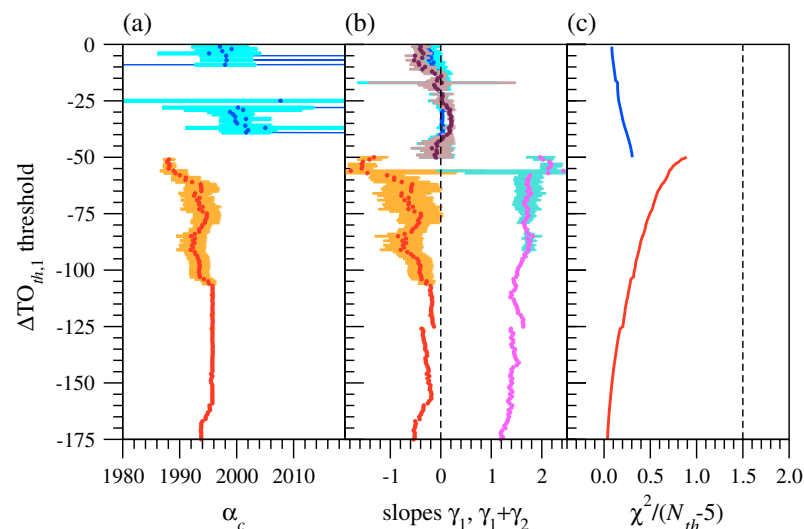 (a) (b) (c)
0
-25
-50
-75
-100
-125
-150
-175
ΔTO_{th,1} threshold
1980 1990 2000 2010 -1 0 1 2 0.0 0.5 1.0 1.5 2.0
α_c slopes γ_1, γ_1+γ_2 χ^2/(N_{th}-5)